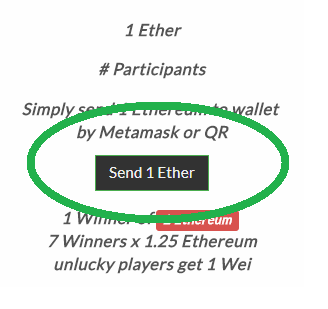 1 Ether
# Participants
Simply send 1 Ethereum to wallet
by Metamask or QR
Send 1 Ether
1 Winner of Ethereum
7 Winners x 1.25 Ethereum
unlucky players get 1 Wei